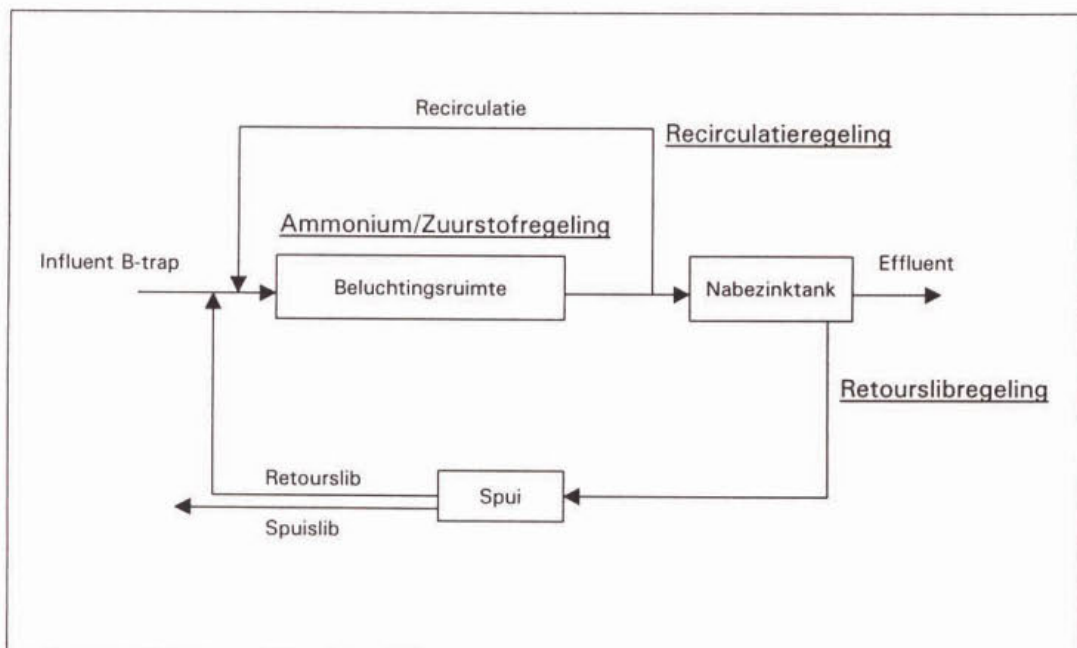 Recirculatie
Recirculatieregeling
Ammonium/Zuurstofregeling
Influent B-trap
Beluchtingsruimte
Nabezinktank
Effluent
Retourslibregeling
Retourslib
Spui
Spuislib